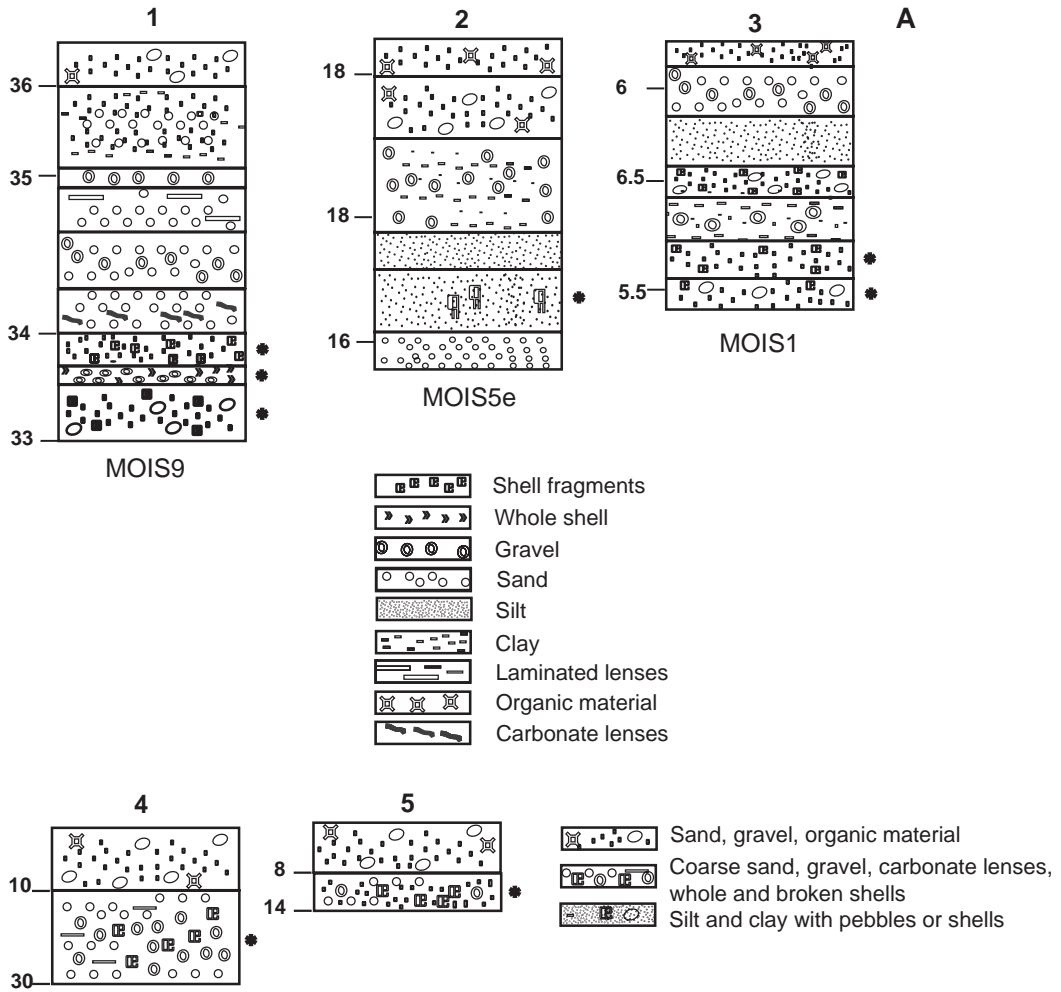 1
2
3
A
36
35
34
33
MOIS9
18
18
16
MOIS5e
6
6.5
5.5
MOIS1
Shell fragments
Whole shell
Gravel
Sand
Silt
Clay
Laminated lenses
Organic material
Carbonate lenses
4
10
30
5
8
14
Sand, gravel, organic material
Coarse sand, gravel, carbonate lenses,
whole and broken shells
Silt and clay with pebbles or shells